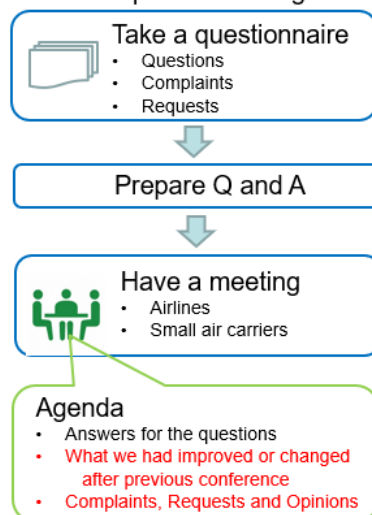 Take a questionnaire
• Questions
• Complaints
• Requests
Prepare Q and A
Have a meeting
• Airlines
• Small air carriers
Agenda
• Answers for the questions
• What we had improved or changed
after previous conference
• Complaints, Requests and Opinions